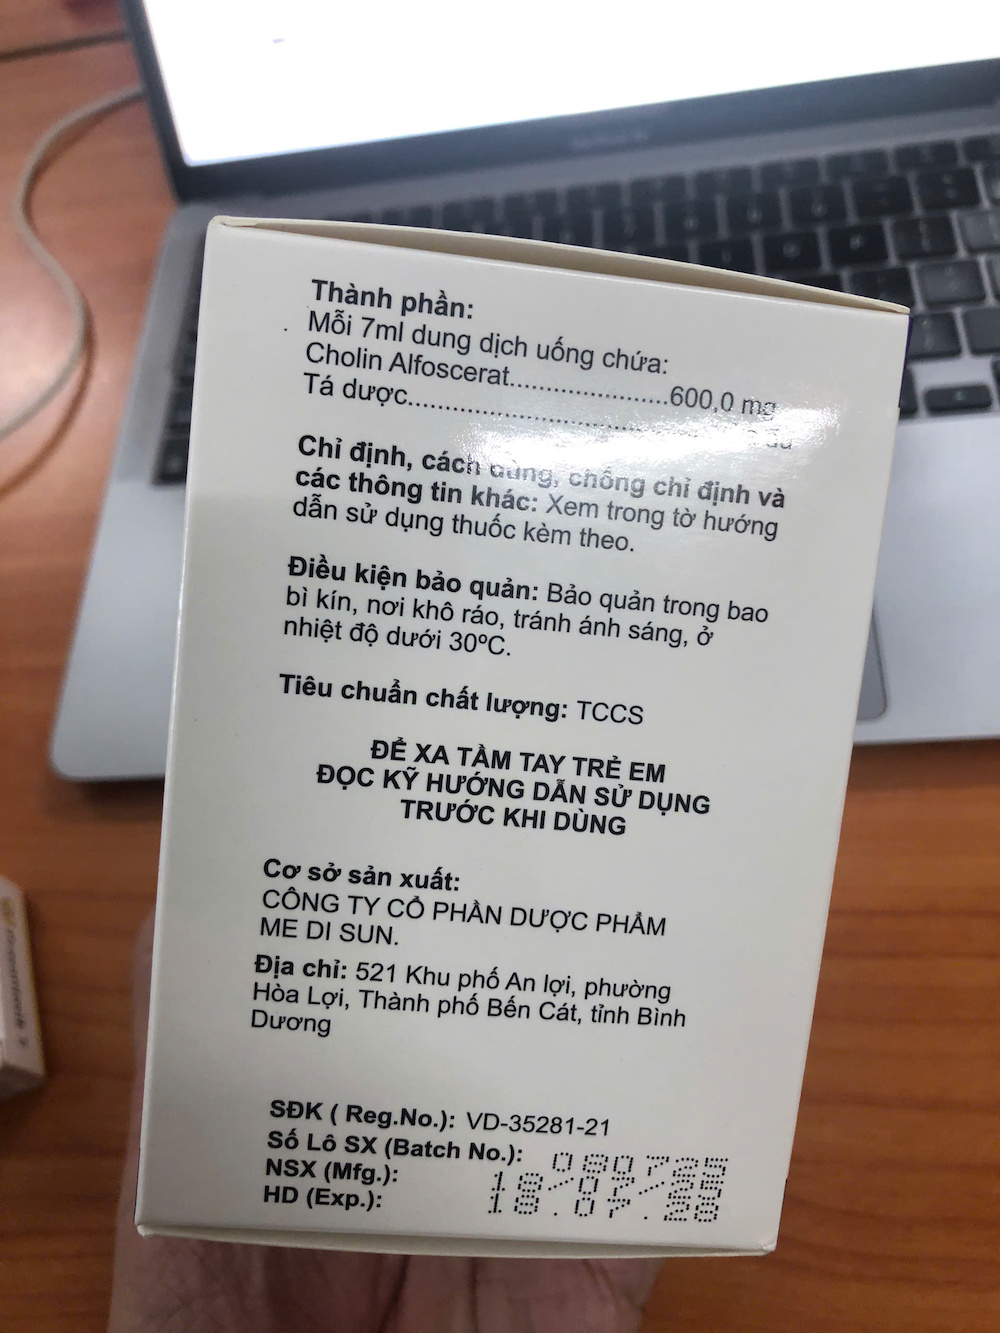 Thành phần:
Mỗi 7ml dung dịch uống chứa:
Cholin Alfoscerat......................600,0 mg
Tá dược..........................................
Chỉ định, cách dùng, chống chỉ định và
các thông tin khác: Xem trong tờ hướng
dẫn sử dụng thuốc kèm theo.
Điều kiện bảo quản: Bảo quản trong bao
bì kín, nơi khô ráo, tránh ánh sáng, ở
nhiệt độ dưới 30ºC.
Tiêu chuẩn chất lượng: TCCS
ĐỂ XA TẦM TAY TRẺ EM
ĐỌC KỸ HƯỚNG DẪN SỬ DỤNG
TRƯỚC KHI DÙNG
Cơ sở sản xuất:
CÔNG TY CỔ PHẦN DƯỢC PHẨM
ME DI SUN.
Địa chỉ: 521 Khu phố An lợi, phường
Hòa Lợi, Thành phố Bến Cát, tỉnh Bình
Dương
SĐK ( Reg.No.): VD-35281-21
Số Lô SX (Batch No.): 080725
NSX (Mfg.): 18/07/25
HD (Exp.): 18.07.28